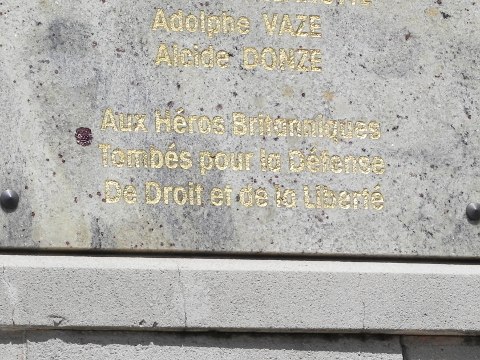 Adolphe VAZE
Alcide DONZE
Aux Héros Britanniques
Tombés pour la Défense
De Droit et de la Liberté